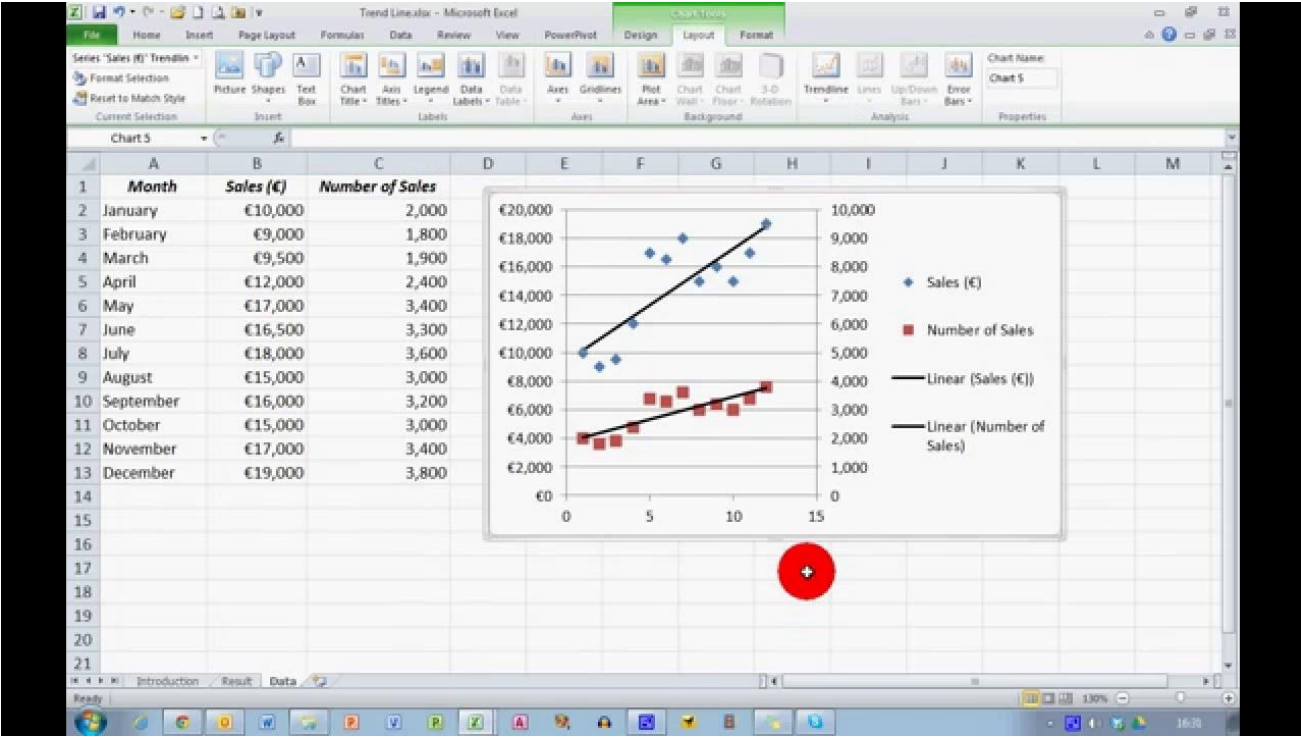 Trend Line.xlsx - Microsoft Excel
Chart Tools
File Home Insert Page Layout Formulas Data Review View PowerPivot Design Layout Format
Series "Sales (€)" Trendlin
Format Selection
Reset to Match Style
Current Selection
Picture Shapes Text Box
Insert
Chart Title Axis Titles Legend Data Labels Data Table
Labels
Axes Gridlines
Axes
Plot Area Chart Wall Chart Floor 3-D Rotation
Background
Trendline Lines Up/Down Bars Error Bars
Analysis
Chart Name:
Chart 5
Properties
Chart 5 fx
A B C D E F G H I J K L M
1 Month Sales (€) Number of Sales
2 January €10,000 2,000
3 February €9,000 1,800
4 March €9,500 1,900
5 April €12,000 2,400
6 May €17,000 3,400
7 June €16,500 3,300
8 July €18,000 3,600
9 August €15,000 3,000
10 September €16,000 3,200
11 October €15,000 3,000
12 November €17,000 3,400
13 December €19,000 3,800
14
15
16
17
18
19
20
21
€20,000 10,000
€18,000 9,000
€16,000 8,000
€14,000 7,000
€12,000 6,000
€10,000 5,000
€8,000 4,000
€6,000 3,000
€4,000 2,000
€2,000 1,000
€0 0
0 5 10 15
Sales (€)
Number of Sales
Linear (Sales (€))
Linear (Number of
Sales)
Introduction Result Data
Ready 130%
16:31